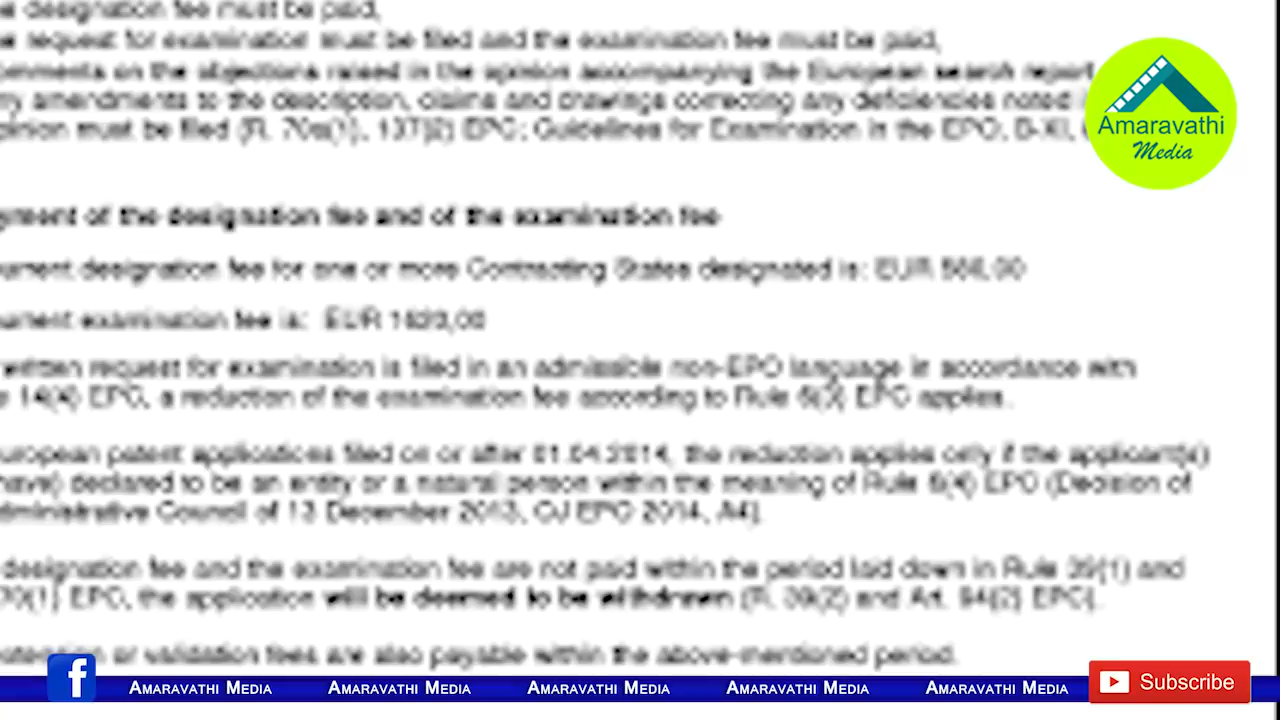 e designation fee must be paid,
e request for examination must be filed and the examination fee must be paid,
omments on the objections raised in the opinion accompanying the European search report
ny amendments to the description, claims and drawings correcting any deficiencies noted
pinion must be filed (R. 70a(1), 137(2) EPC; Guidelines for Examination in the EPO, B-XI,
yment of the designation fee and of the examination fee
urrent designation fee for one or more Contracting States designated is: EUR
urrent examination fee is: EUR
written request for examination is filed in an admissible non-EPO language in accordance with
14(4) EPC, a reduction of the examination fee according to Rule EPC applies.
uropean patent applications filed on or after 01.04.2014, the reduction applies only if the applicant(s)
have) declared to be an entity or a natural person within the meaning of Rule 6(4) EPC (Decision of
dministrative Council of 13 December 2013, OJ EPO 2014, A4).
designation fee and the examination fee are not paid within the period laid down in Rule 39(1) and
70(1) EPC, the application will be deemed to be withdrawn (R. 39(2) and Art. 94(2) EPC).
or validation fees are also payable within the above-mentioned period.
Amaravathi
Media
f Amaravathi Media Amaravathi Media Amaravathi Media Amaravathi Media Amaravathi Media Subscribe